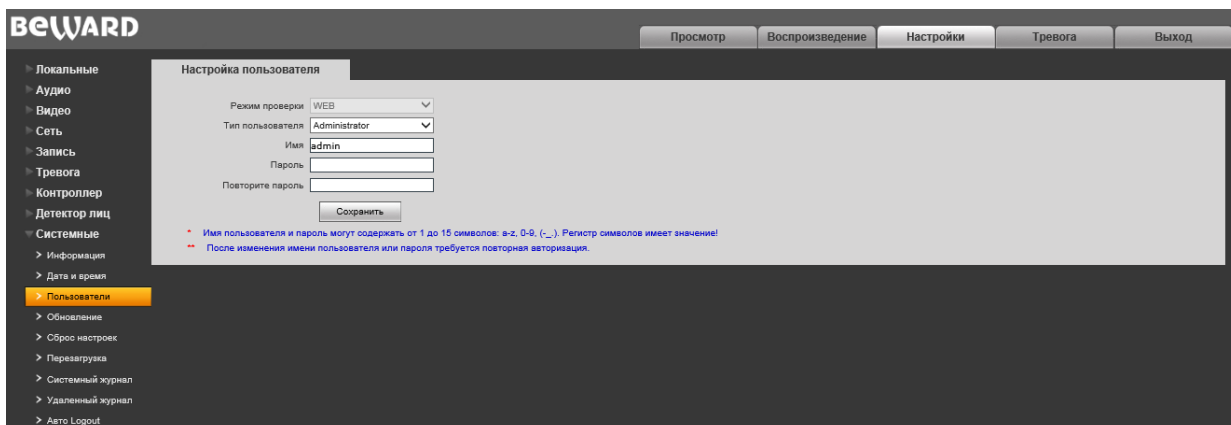 BEWARD
Просмотр
Воспроизведение
Настройки
Тревога
Выход
Локальные
Аудио
Видео
Сеть
Запись
Тревога
Контроллер
Детектор лиц
Системные
Информация
Дата и время
Пользователи
Обновление
Сброс настроек
Перезагрузка
Системный журнал
Удаленный журнал
Авто Logout
Настройка пользователя
Режим проверки WEB
Тип пользователя Administrator
Имя admin
Пароль
Повторите пароль
Сохранить
* Имя пользователя и пароль могут содержать от 1 до 15 символов: a-z, 0-9, (-_.). Регистр символов имеет значение!
** После изменения имени пользователя или пароля требуется повторная авторизация.